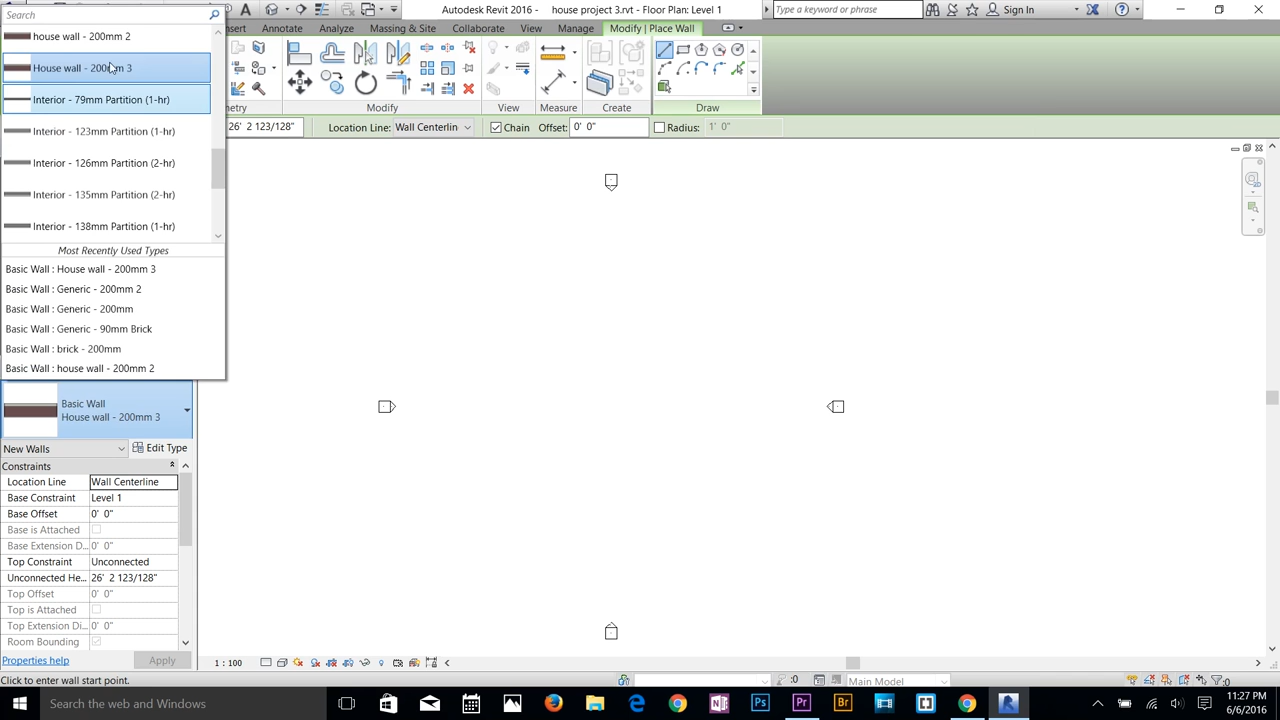 Search
Autodesk Revit 2016 - house project 3.rvt - Floor Plan: Level 1
Type a keyword or phrase
Sign In
Annotate
Analyze
Massing & Site
Collaborate
View
Manage
Modify | Place Wall
house wall - 200mm 2
Interior - 79mm Partition (1-hr)
Interior - 123mm Partition (1-hr)
Interior - 126mm Partition (2-hr)
Interior - 135mm Partition (2-hr)
Interior - 138mm Partition (1-hr)
Modify
View
Measure
Create
Draw
26' 2 123/128"
Location Line:
Wall Centerlin
Chain
Offset:
0' 0"
Radius:
1' 0"
Most Recently Used Types
Basic Wall : House wall - 200mm 3
Basic Wall : Generic - 200mm 2
Basic Wall : Generic - 200mm
Basic Wall : Generic - 90mm Brick
Basic Wall : brick - 200mm
Basic Wall : house wall - 200mm 2
Basic Wall
House wall - 200mm 3
New Walls
Edit Type
Constraints
Location Line Wall Centerline
Base Constraint Level 1
Base Offset 0' 0"
Base is Attached
Base Extension D... 0' 0"
Top Constraint Unconnected
Unconnected He... 26' 2 123/128"
Top Offset 0' 0"
Top is Attached
Top Extension Di... 0' 0"
Room Bounding
Properties help
Apply
1 : 100
Click to enter wall start point.
:0
Main Model
:0
Search the web and Windows
11:27 PM
6/6/2016